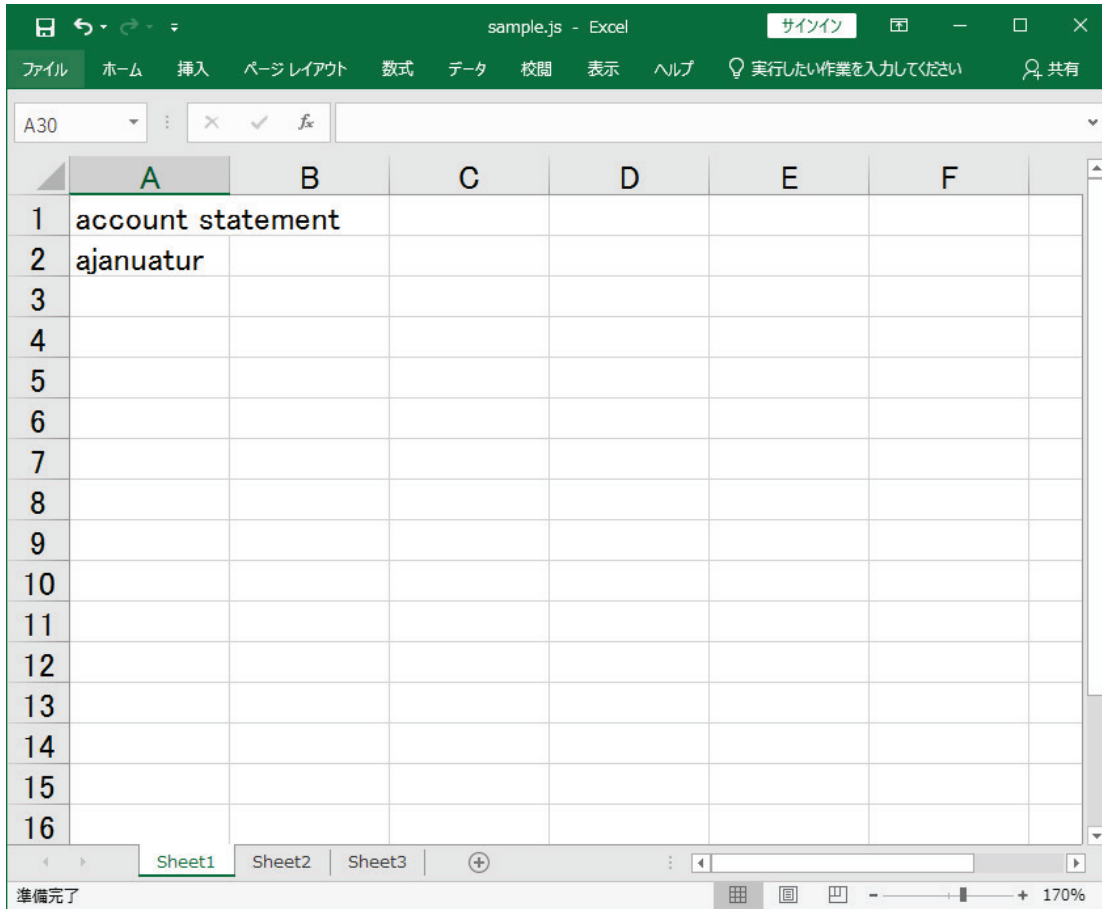 sample.js - Excel サインイン
ファイル ホーム 挿入 ページ レイアウト 数式 データ 校閲 表示 ヘルプ 実行したい作業を入力してください 共有
A30 fx
A B C D E F
1 account statement
2 ajanuatur
3
4
5
6
7
8
9
10
11
12
13
14
15
16
Sheet1 Sheet2 Sheet3
準備完了 - + 170%